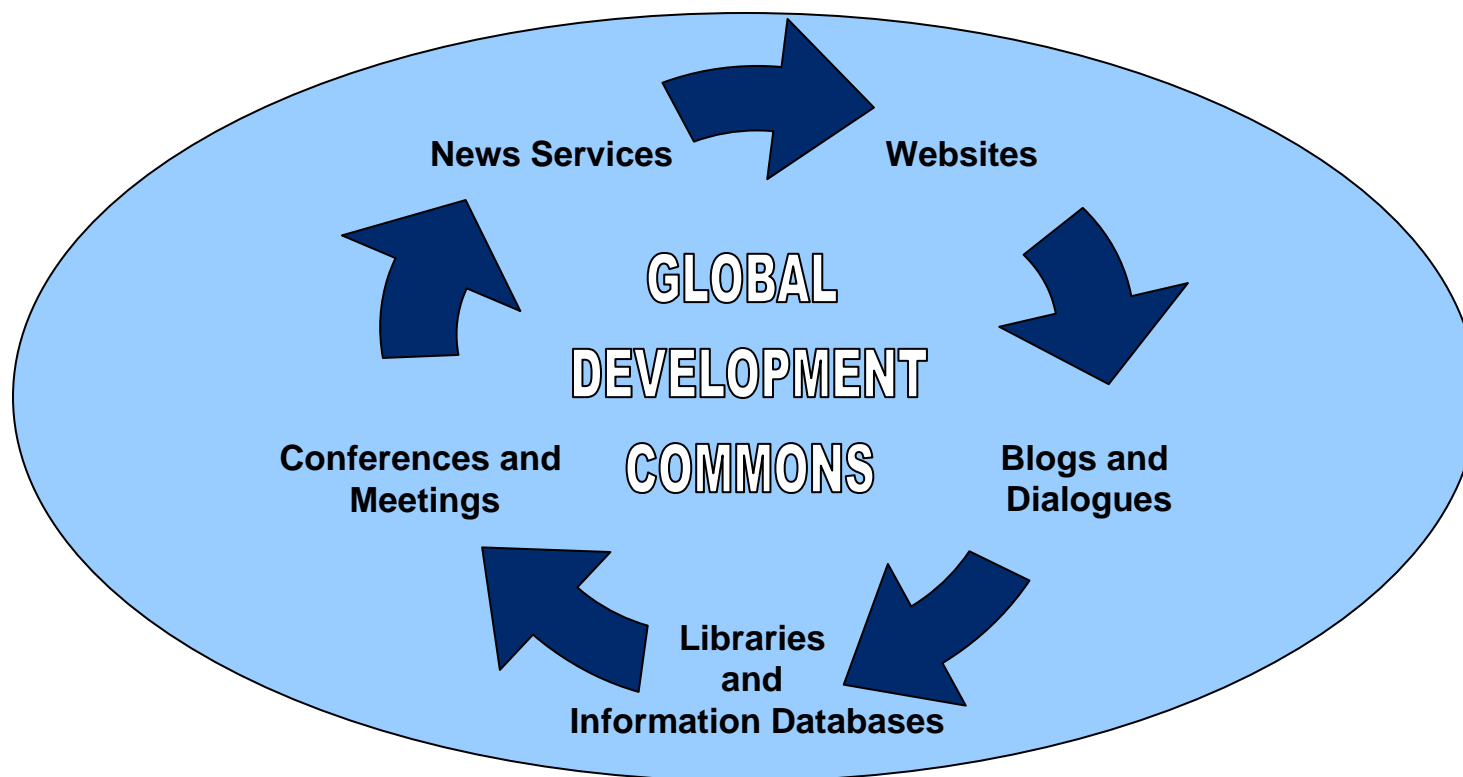 News Services
Websites
GLOBAL
DEVELOPMENT
COMMONS
Conferences and
Meetings
Blogs and
Dialogues
Libraries
and
Information Databases